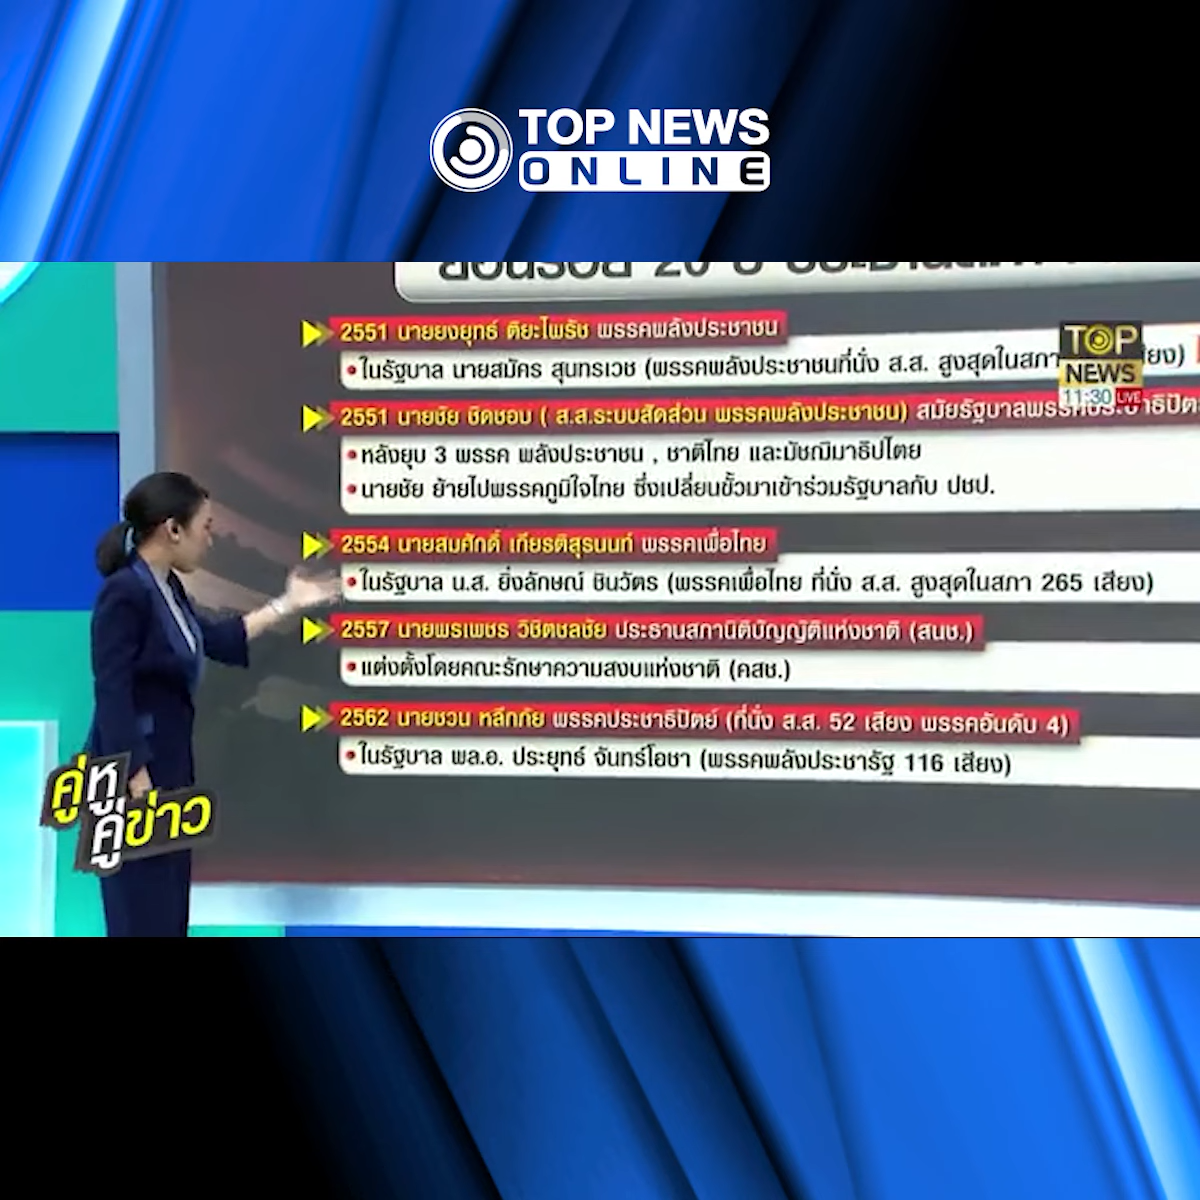 TOP NEWS
ONLINE
2551 นายยงยุทธ์ ติยะไพรัช พรรคพลังประชาชน
•ในรัฐบาล นายสมัคร สุนทรเวช (พรรคพลังประชาชนที่นั่ง ส.ส. สูงสุดในสภา
TOP
NEWS
11:30 LIVE
2551 นายชัย ชิดชอบ ( ส.ส.ระบบสัดส่วน พรรคพลังประชาชน) สมัยรัฐบาล
•หลังยุบ 3 พรรค พลังประชาชน , ชาติไทย และมัชฌิมาธิปไตย
•นายชัย ย้ายไปพรรคภูมิใจไทย ซึ่งเปลี่ยนขั้วมาเข้าร่วมรัฐบาลกับ ปชป.
2554 นายสมศักดิ์ เกียรติสุรนนท์ พรรคเพื่อไทย
•ในรัฐบาล น.ส. ยิ่งลักษณ์ ชินวัตร (พรรคเพื่อไทย ที่นั่ง ส.ส. สูงสุดในสภา 265 เสียง)
2557 นายพรเพชร วิชิตชลชัย ประธานสภานิติบัญญัติแห่งชาติ (สนช.)
•แต่งตั้งโดยคณะรักษาความสงบแห่งชาติ (คสช.)
2562 นายชวน หลีกภัย พรรคประชาธิปัตย์ (ที่นั่ง ส.ส. 52 เสียง พรรคอันดับ 4)
•ในรัฐบาล พล.อ. ประยุทธ์ จันทร์โอชา (พรรคพลังประชารัฐ 116 เสียง)
คู่หู
คู่ข่าว